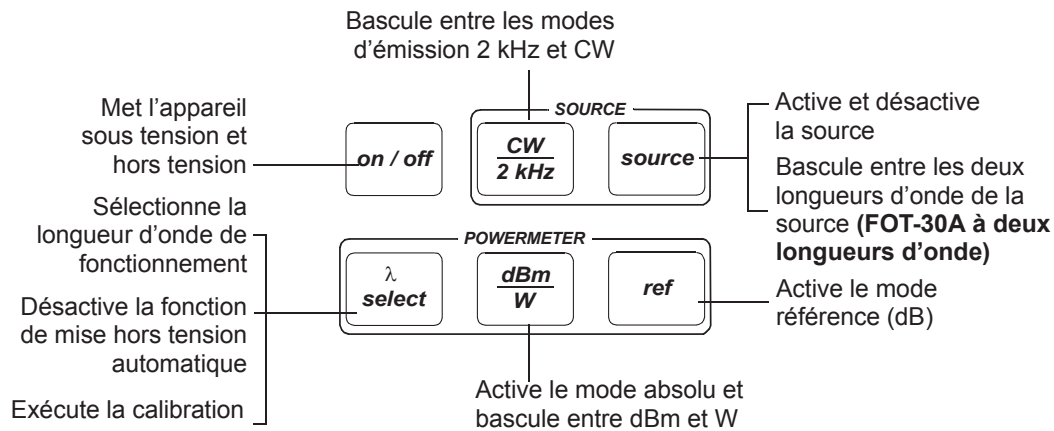 Bascule entre les modes
d’émission 2 kHz et CW
Met l’appareil
sous tension et
hors tension
on / off
SOURCE
CW
2 kHz
source
Active et désactive
la source
Bascule entre les deux
longueurs d’onde de la
source (FOT-30A à deux
longueurs d’onde)
Sélectionne la
longueur d’onde de
fonctionnement
Désactive la fonction
de mise hors tension
automatique
Exécute la calibration
POWERMETER
λ
select
dBm
W
ref
Active le mode
référence (dB)
Active le mode absolu et
bascule entre dBm et W